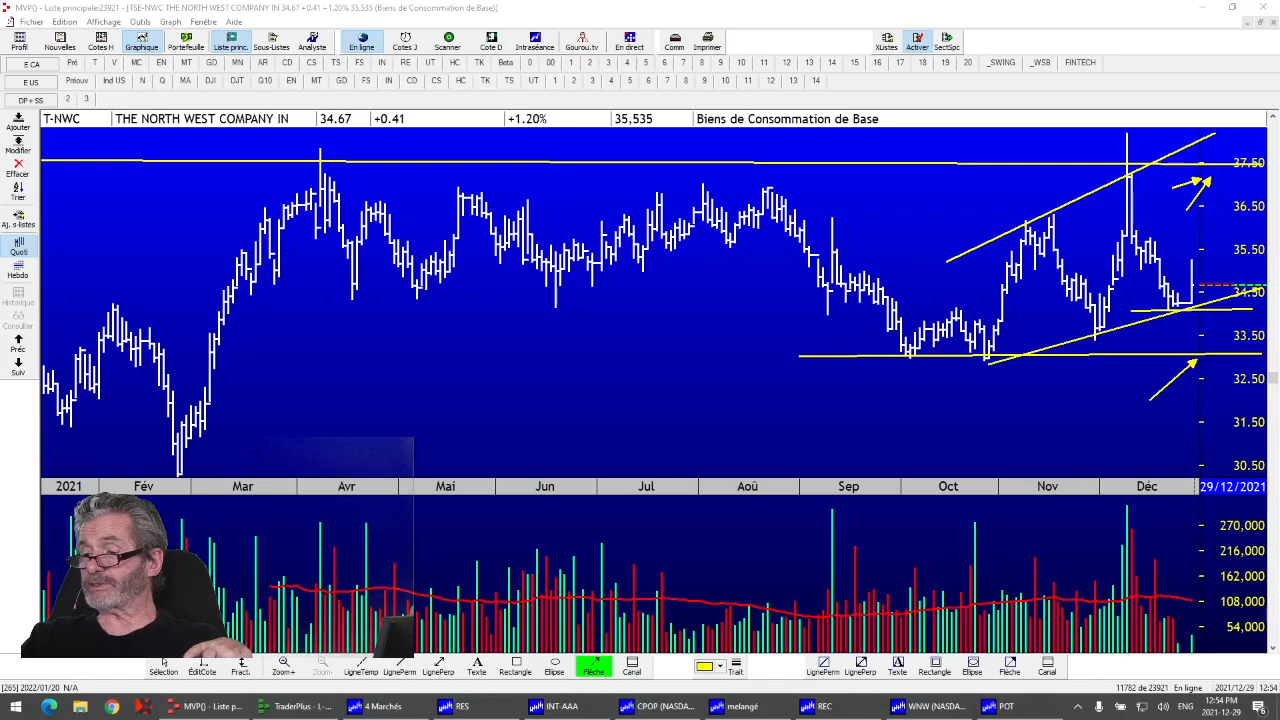 MVP() - Liste principale:23921 - [TSE-NWC THE NORTH WEST COMPANY IN 34.67 +0.41 +1.20% 35,535 (Biens de Consommation de Base)]
Fichier Edition Affichage Outils Graph Fenêtre Aide
Profil Nouvelles Cotes H Graphique Portefeuille Liste princ. Sous-Listes Analyste En ligne Cotes J Scanner Cote D Intraséance Gourou.tv En direct Comm Imprimer XListes Activer SectSpc
E CA Pré T V MC EN MT GD MN ARI CD CS TS FS IN RE UT HC TK Beta 0 00 1 2 3 4 5 6 7 8 9 10 11 12 13 14 15 16 17 18 19 20 _SWING _WSB FINTECH
E US Préouv Ind US N Q MA DJI DJT Q10 EN MT GD FS IN CD CS HC TK TS UT 1 2 3 4 5 6 7 8 9 10 11 12 13 14
DP+SS 2 3
T-NWC THE NORTH WEST COMPANY IN 34.67 +0.41 +1.20% 35,535 Biens de Consommation de Base
Ajouter
Modifier
Effacer
Trier
Aj. s-listes
Quoti
Hebdo
Historique
Consulter
Préc
Suiv
37.50
36.50
35.50
34.50
33.50
32.50
31.50
30.50
2021 Fév Mar Avr Mai Jun Jul Aoû Sep Oct Nov Déc 29/12/2021
270,000
216,000
162,000
108,000
54,000
Sélection ÉditCote Fract. Zoom+ Zoom- LigneTemp LignePerm LignePerp Texte Rectangle Ellipse Flèche Canal Trait LignePerm LignePerp Texte Rectangle Ellipse Flèche Canal
[265] 2022/01/20 N/A 11782 de 23921 En ligne 2021/12/29 12:54
MVP() - Liste p... TraderPlus - L-... 4 Marchés RES INT-AAA CPOP (NASDA... melangé REC WNW (NASDA... POT ENG 12:54 PM
2021-12-29 6